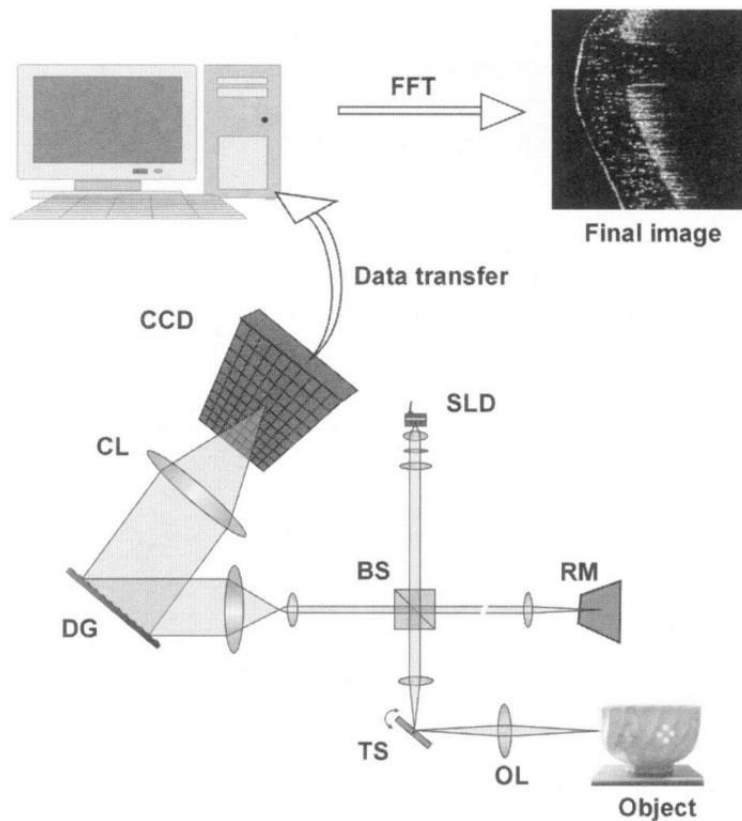 FFT
Final image
Data transfer
CCD
SLD
CL
BS
RM
DG
TS
OL
Object